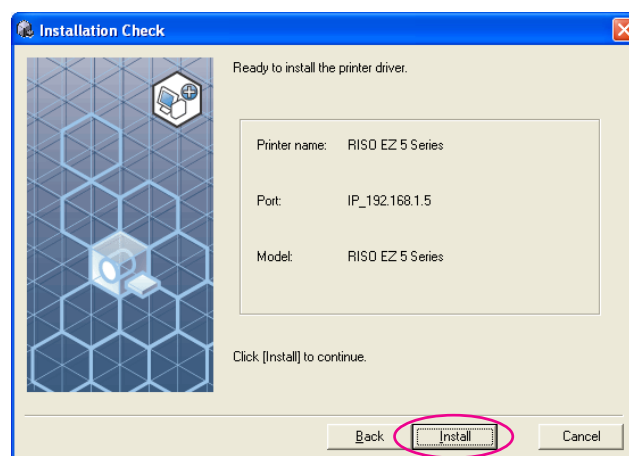 Installation Check
Ready to install the printer driver.
Printer name: RISO EZ 5 Series
Port: IP_192.168.1.5
Model: RISO EZ 5 Series
Click [Install] to continue.
Back Install Cancel